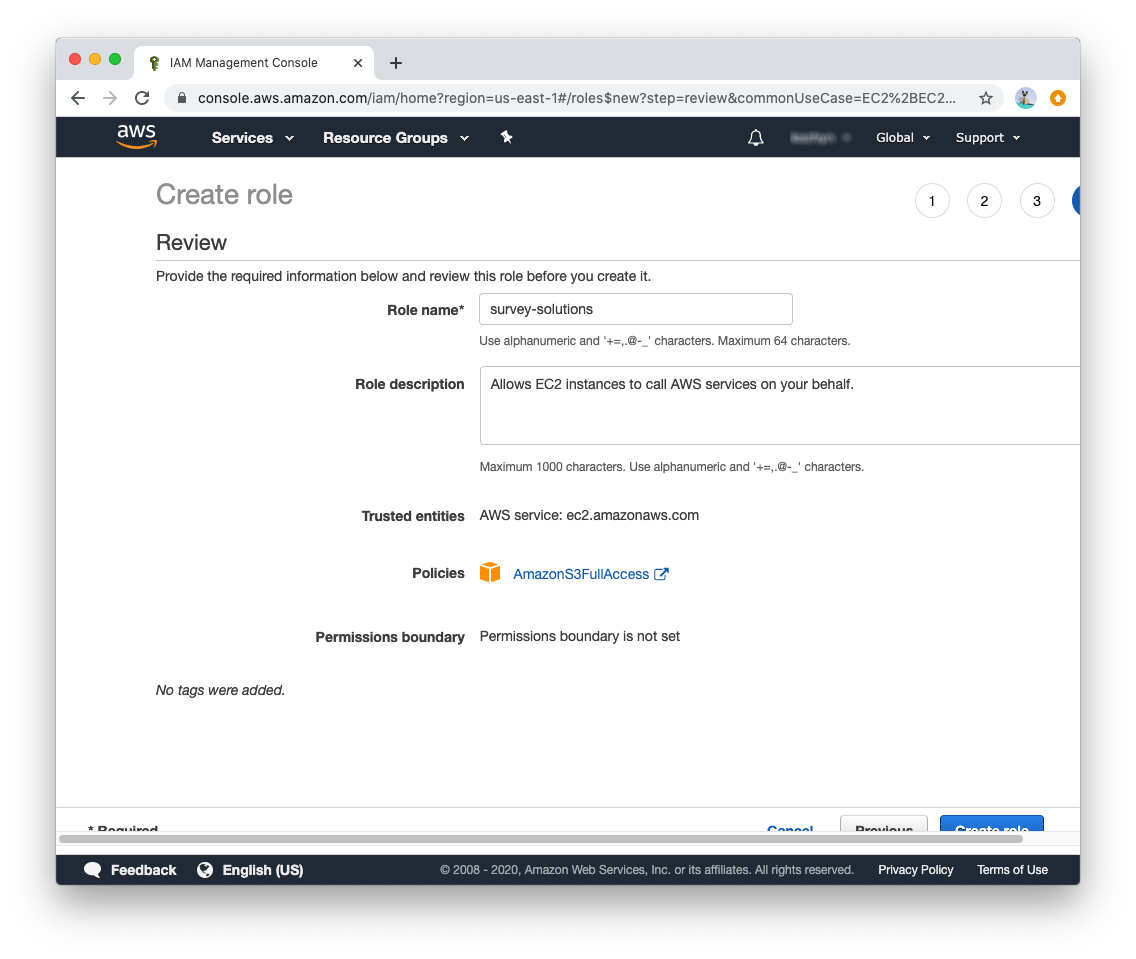 IAM Management Console
console.aws.amazon.com/iam/home?region=us-east-1#/roles$new?step=review&commonUseCase=EC2%2BEC2...
aws Services Resource Groups Global Support
Create role 1 2 3
Review
Provide the required information below and review this role before you create it.
Role name* survey-solutions
Use alphanumeric and '+=,.@-_' characters. Maximum 64 characters.
Role description Allows EC2 instances to call AWS services on your behalf.
Maximum 1000 characters. Use alphanumeric and '+=,.@-_' characters.
Trusted entities AWS service: ec2.amazonaws.com
Policies AmazonS3FullAccess
Permissions boundary Permissions boundary is not set
No tags were added.
* Required Cancel Previous Create role
Feedback English (US) © 2008 - 2020, Amazon Web Services, Inc. or its affiliates. All rights reserved. Privacy Policy Terms of Use